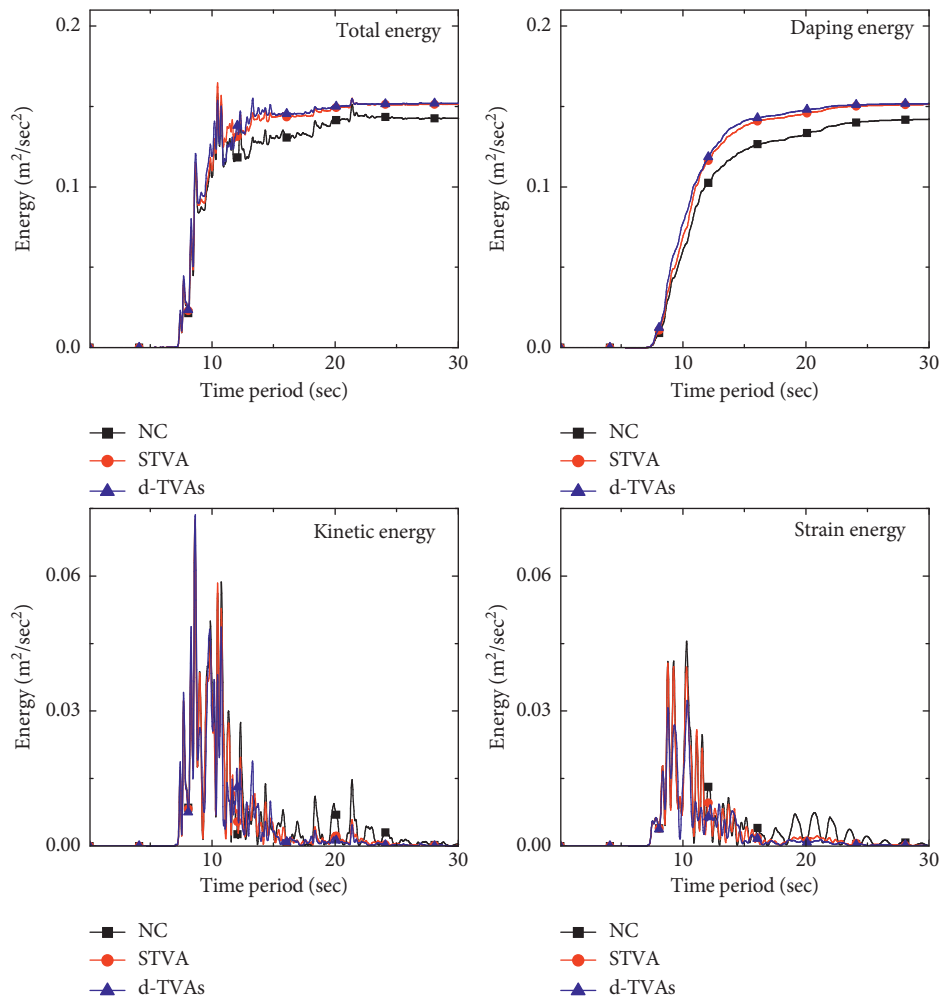 Total energy
0.2
0.1
0.0
Energy (m²/sec²)
10
20
30
Time period (sec)
NC
STVA
d-TVAs
Daping energy
0.2
0.1
0.0
Energy (m²/sec²)
10
20
30
Time period (sec)
NC
STVA
d-TVAs
Kinetic energy
0.06
0.03
0.00
Energy (m²/sec²)
10
20
30
Time period (sec)
NC
STVA
d-TVAs
Strain energy
0.06
0.03
0.00
Energy (m²/sec²)
10
20
30
Time period (sec)
NC
STVA
d-TVAs